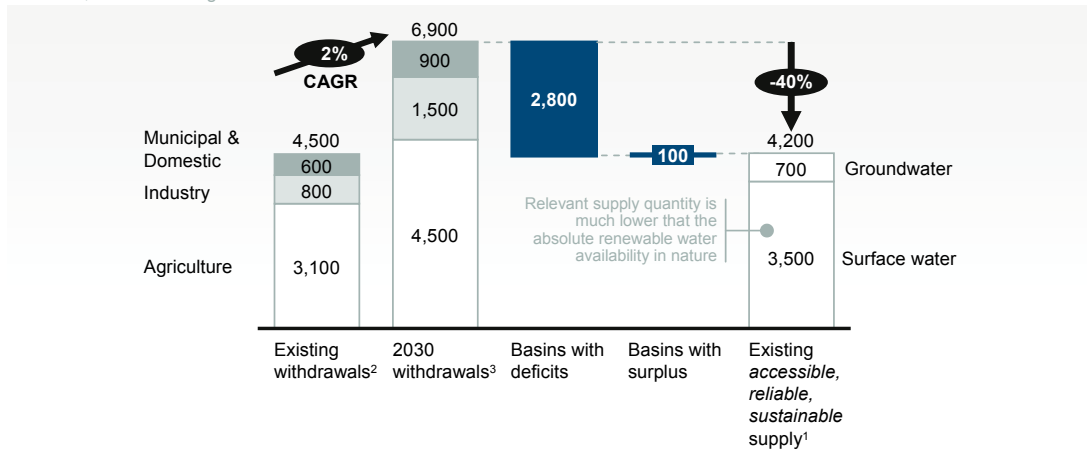 6,900
2%
CAGR
900
1,500
4,500
2,800
-40%
Municipal &
Domestic
Industry
Agriculture
4,500
600
800
3,100
100
4,200
700
3,500
Groundwater
Surface water
Relevant supply quantity is
much lower that the
absolute renewable water
availability in nature
Existing
withdrawals2
2030
withdrawals3
Basins with
deficits
Basins with
surplus
Existing
accessible,
reliable,
sustainable
supply1